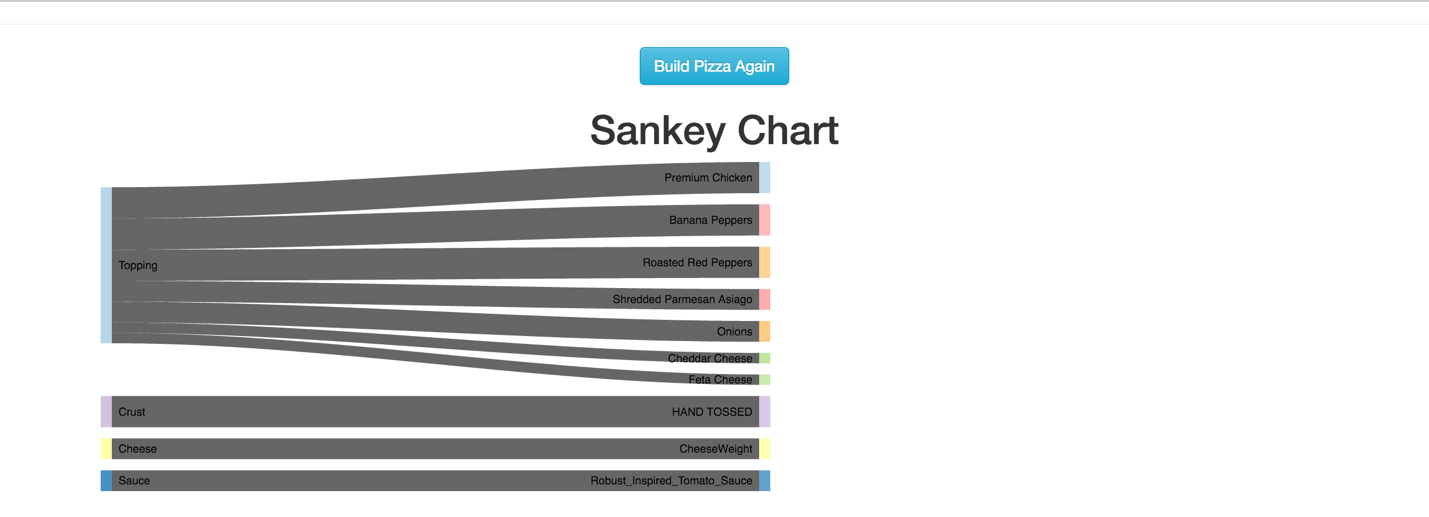 Build Pizza Again
Sankey Chart
Premium Chicken
Banana Peppers
Roasted Red Peppers
Topping
Shredded Parmesan Asiago
Onions
Cheddar Cheese
Feta Cheese
Crust HAND TOSSED
Cheese CheeseWeight
Sauce Robust_Inspired_Tomato_Sauce